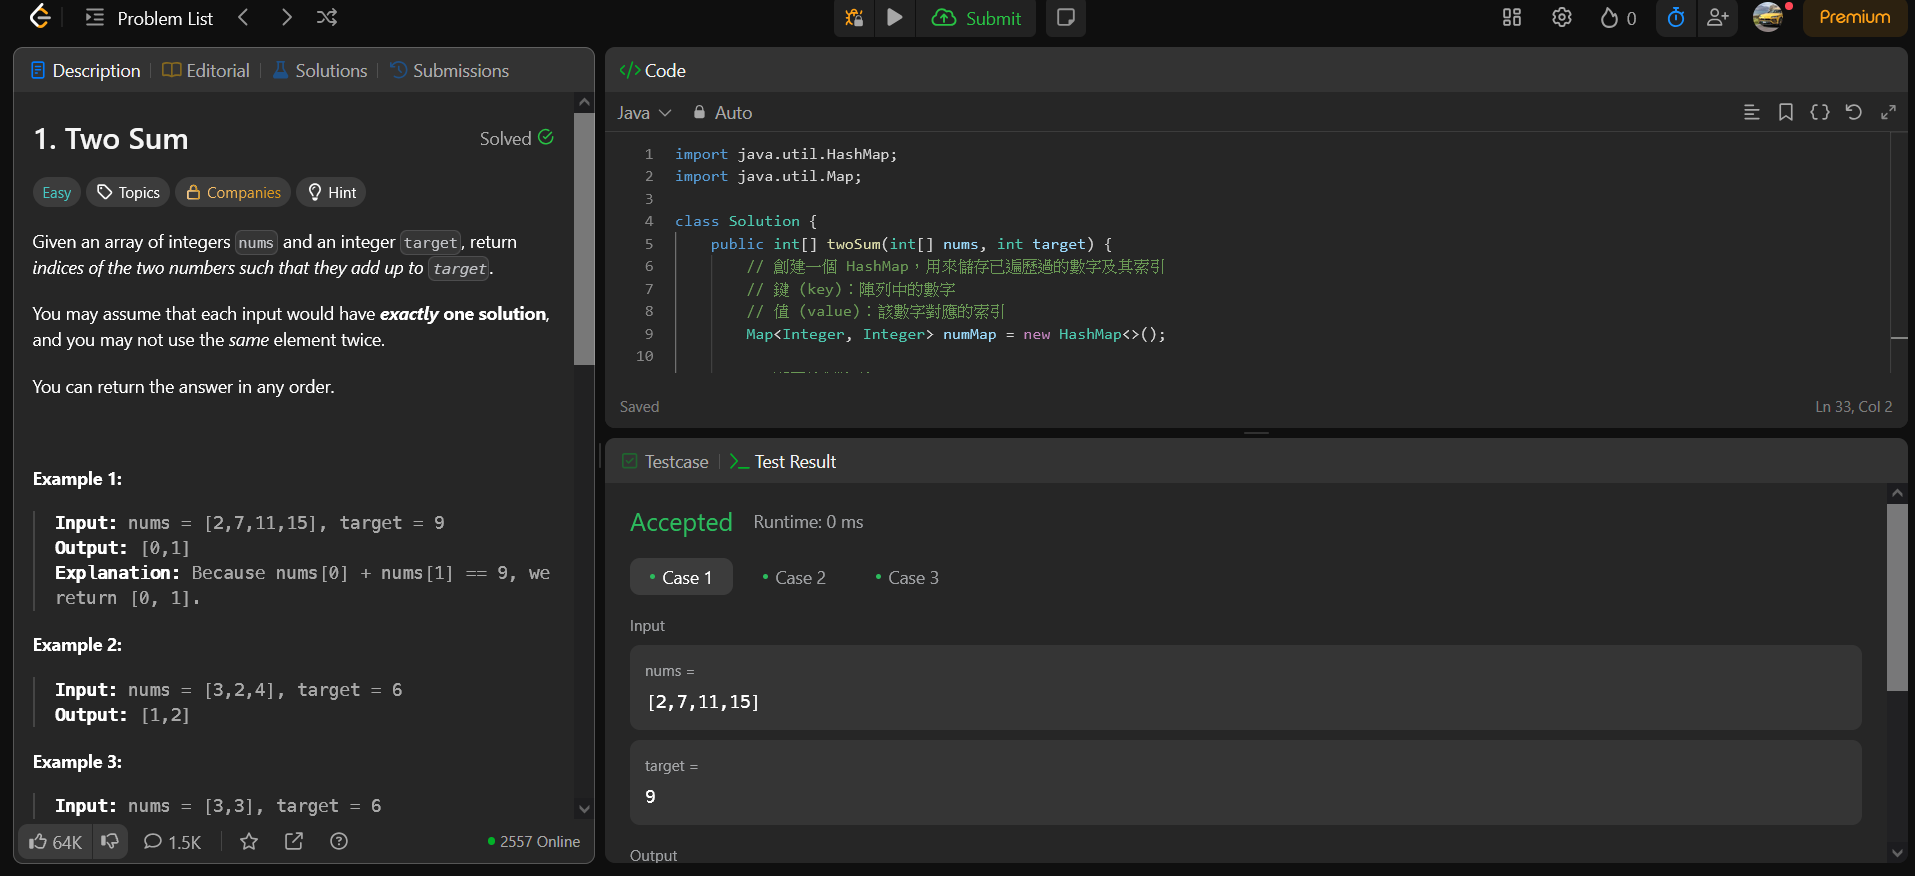 Problem List
Submit
0
Premium
Description | Editorial | Solutions | Submissions
1. Two Sum
Solved
Easy
Topics
Companies
Hint
Given an array of integers nums and an integer target, return
indices of the two numbers such that they add up to target.
You may assume that each input would have exactly one solution,
and you may not use the same element twice.
You can return the answer in any order.
Example 1:
Input: nums = [2,7,11,15], target = 9
Output: [0,1]
Explanation: Because nums[0] + nums[1] == 9, we
return [0, 1].
Example 2:
Input: nums = [3,2,4], target = 6
Output: [1,2]
Example 3:
Input: nums = [3,3], target = 6
64K
1.5K
2557 Online
</> Code
Java
Auto
1 import java.util.HashMap;
2 import java.util.Map;
3
4 class Solution {
5 public int[] twoSum(int[] nums, int target) {
6 // 創建一個 HashMap，用來儲存已遍歷過的數字及其索引
7 // 鍵 (key)：陣列中的數字
8 // 值 (value)：該數字對應的索引
9 Map<Integer, Integer> numMap = new HashMap<>();
10
Saved
Ln 33, Col 2
Testcase | >_ Test Result
Accepted
Runtime: 0 ms
Case 1
Case 2
Case 3
Input
nums =
[2,7,11,15]
target =
9
Output